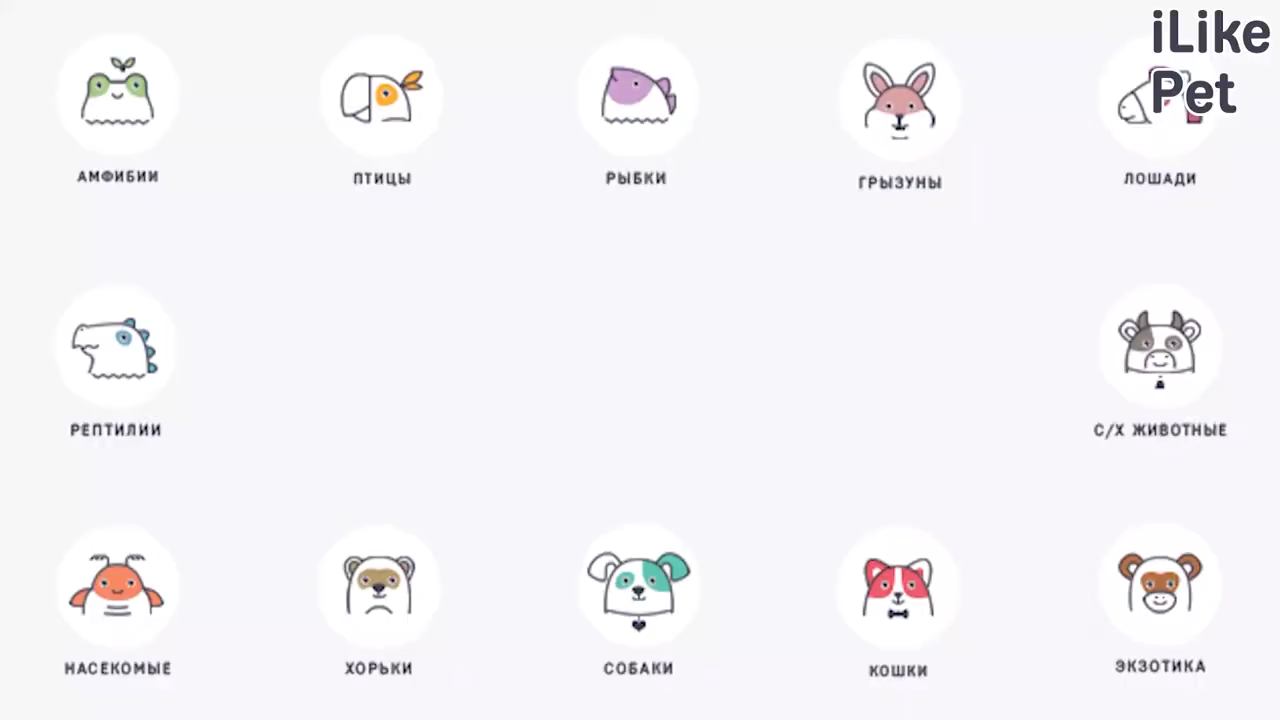 iLike
Pet
АМФИБИИ
ПТИЦЫ
РЫБКИ
ГРЫЗУНЫ
ЛОШАДИ
РЕПТИЛИИ
С/Х ЖИВОТНЫЕ
НАСЕКОМЫЕ
ХОРЬКИ
СОБАКИ
КОШКИ
ЭКЗОТИКА